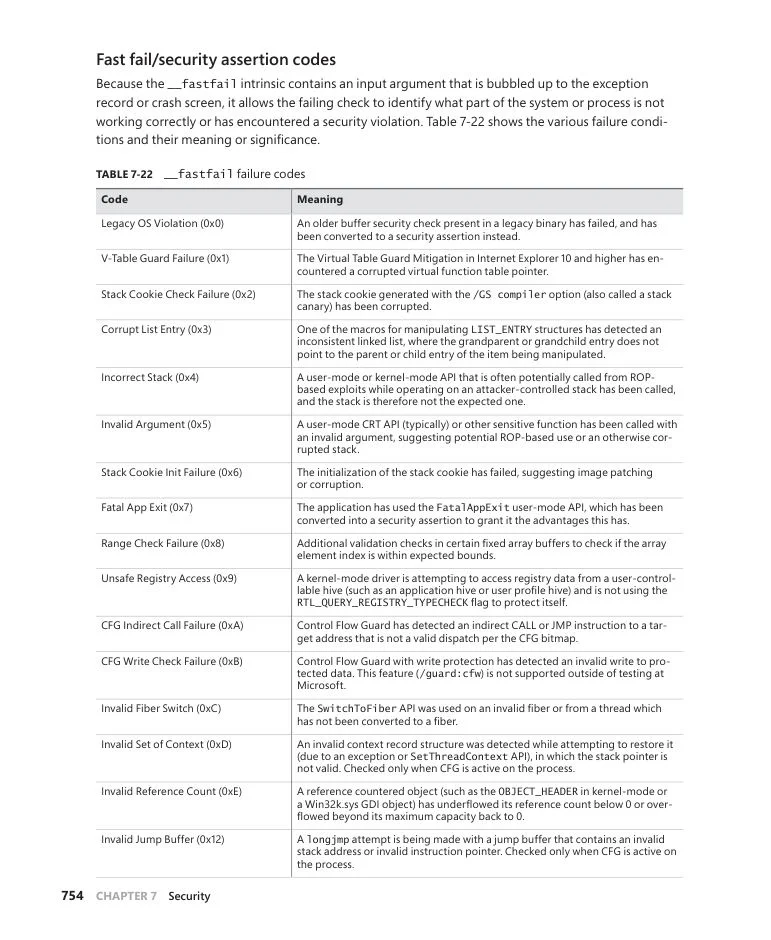 Fast fail/security assertion codes
Because the __fastfail intrinsic contains an input argument that is bubbled up to the exception
record or crash screen, it allows the failing check to identify what part of the system or process is not
working correctly or has encountered a security violation. Table 7-22 shows the various failure condi-
tions and their meaning or significance.
TABLE 7-22 __fastfail failure codes
Code Meaning
Legacy OS Violation (0x0) An older buffer security check present in a legacy binary has failed, and has
been converted to a security assertion instead.
V-Table Guard Failure (0x1) The Virtual Table Guard Mitigation in Internet Explorer 10 and higher has en-
countered a corrupted virtual function table pointer.
Stack Cookie Check Failure (0x2) The stack cookie generated with the /GS compiler option (also called a stack
canary) has been corrupted.
Corrupt List Entry (0x3) One of the macros for manipulating LIST_ENTRY structures has detected an
inconsistent linked list, where the grandparent or grandchild entry does not
point to the parent or child entry of the item being manipulated.
Incorrect Stack (0x4) A user-mode or kernel-mode API that is often potentially called from ROP-
based exploits while operating on an attacker-controlled stack has been called,
and the stack is therefore not the expected one.
Invalid Argument (0x5) A user-mode CRT API (typically) or other sensitive function has been called with
an invalid argument, suggesting potential ROP-based use or an otherwise cor-
rupted stack.
Stack Cookie Init Failure (0x6) The initialization of the stack cookie has failed, suggesting image patching
or corruption.
Fatal App Exit (0x7) The application has used the FatalAppExit user-mode API, which has been
converted into a security assertion to grant it the advantages this has.
Range Check Failure (0x8) Additional validation checks in certain fixed array buffers to check if the array
element index is within expected bounds.
Unsafe Registry Access (0x9) A kernel-mode driver is attempting to access registry data from a user-control-
lable hive (such as an application hive or user profile hive) and is not using the
RTL_QUERY_REGISTRY_TYPECHECK flag to protect itself.
CFG Indirect Call Failure (0xA) Control Flow Guard has detected an indirect CALL or JMP instruction to a tar-
get address that is not a valid dispatch per the CFG bitmap.
CFG Write Check Failure (0xB) Control Flow Guard with write protection has detected an invalid write to pro-
tected data. This feature (/guard:cfw) is not supported outside of testing at
Microsoft.
Invalid Fiber Switch (0xC) The SwitchToFiber API was used on an invalid fiber or from a thread which
has not been converted to a fiber.
Invalid Set of Context (0xD) An invalid context record structure was detected while attempting to restore it
(due to an exception or SetThreadContext API), in which the stack pointer is
not valid. Checked only when CFG is active on the process.
Invalid Reference Count (0xE) A reference counted object (such as the OBJECT_HEADER in kernel-mode or
a Win32k.sys GDI object) has underflowed its reference count below 0 or over-
flowed beyond its maximum capacity back to 0.
Invalid Jump Buffer (0x12) A longjmp attempt is being made with a jump buffer that contains an invalid
stack address or invalid instruction pointer. Checked only when CFG is active on
the process.
754 CHAPTER 7 Security